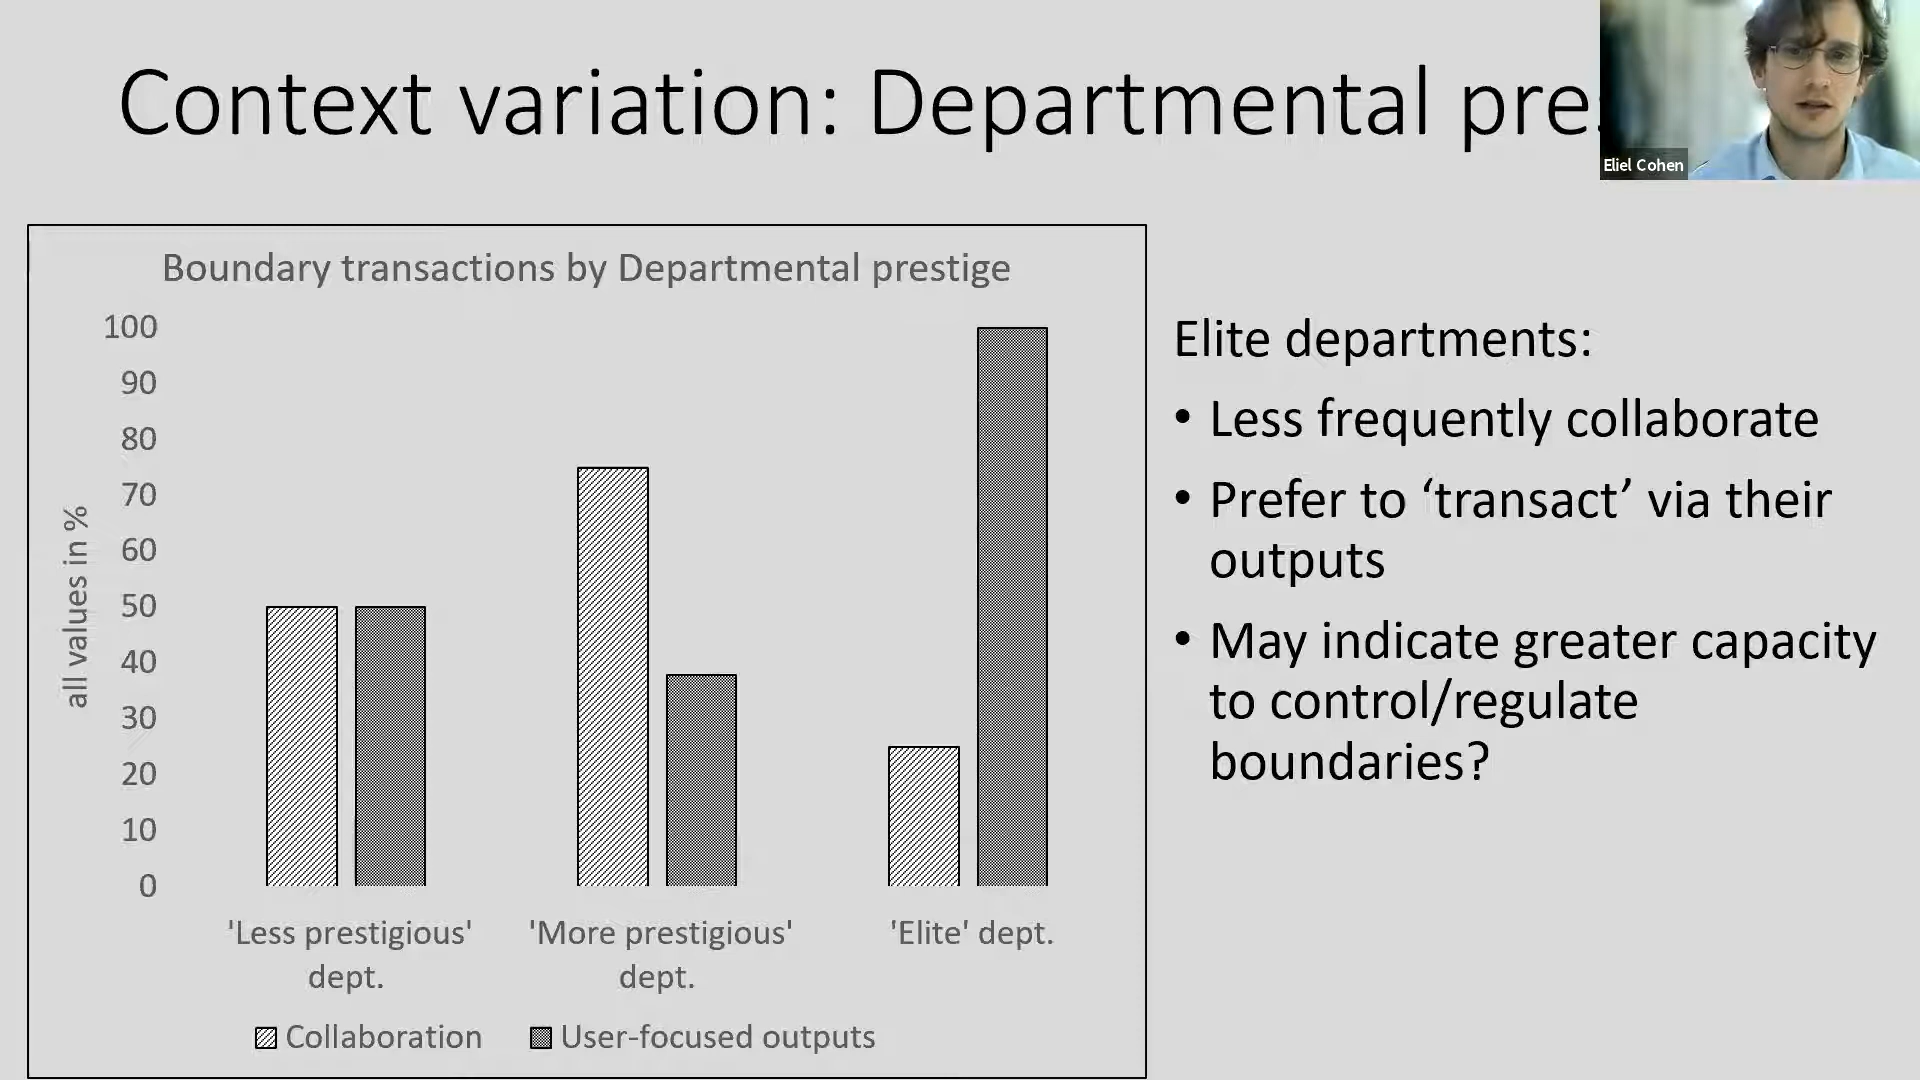 Context variation: Departmental
Eliel Cohen
Boundary transactions by Departmental prestige
100
90
80
70
60
50
40
30
20
10
0
all values in %
'Less prestigious' dept.
'More prestigious' dept.
'Elite' dept.
Collaboration
User-focused outputs
Elite departments:
• Less frequently collaborate
• Prefer to ‘transact’ via their
outputs
• May indicate greater capacity
to control/regulate
boundaries?